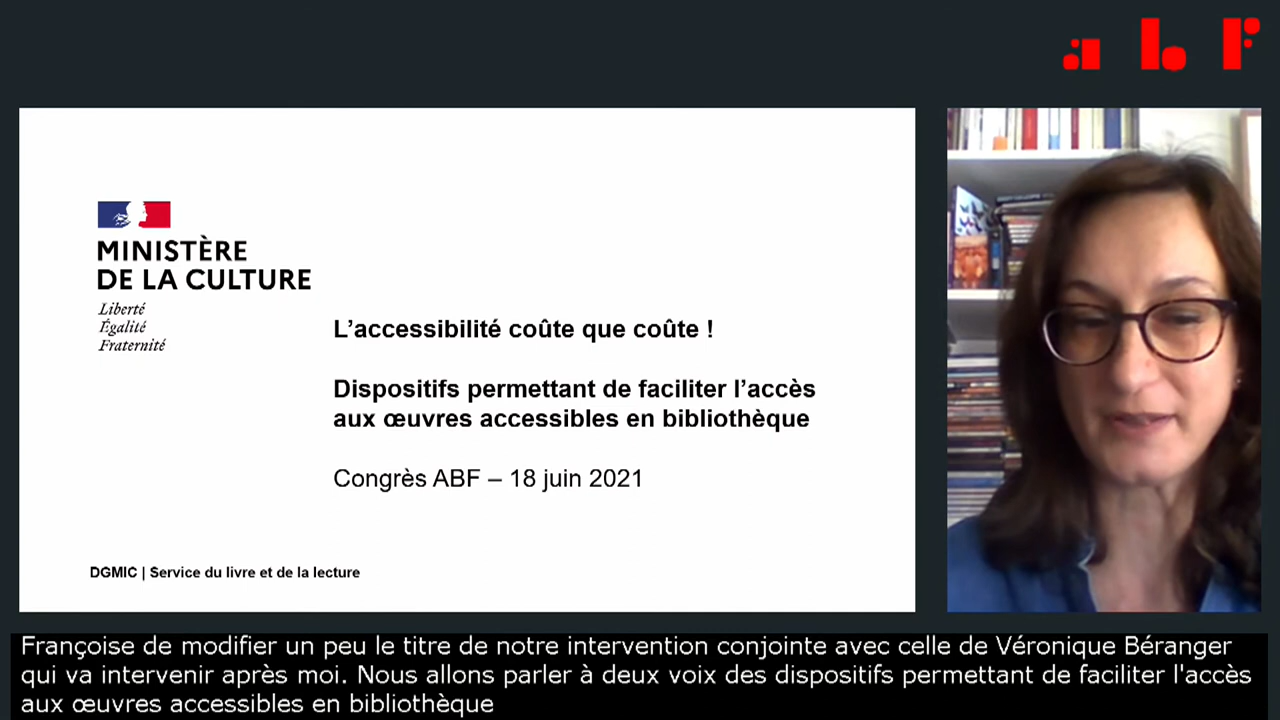 abf
MINISTÈRE
DE LA CULTURE
Liberté
Égalité
Fraternité
L’accessibilité coûte que coûte !
Dispositifs permettant de faciliter l’accès
aux œuvres accessibles en bibliothèque
Congrès ABF – 18 juin 2021
DGMIC | Service du livre et de la lecture
Françoise de modifier un peu le titre de notre intervention conjointe avec celle de Véronique Béranger
qui va intervenir après moi. Nous allons parler à deux voix des dispositifs permettant de faciliter l'accès
aux œuvres accessibles en bibliothèque